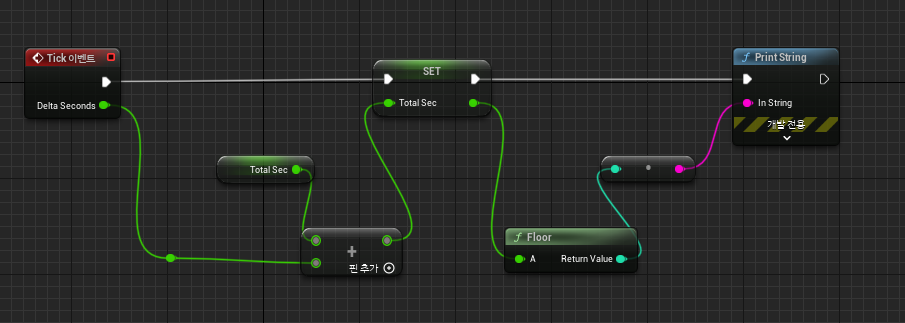 Tick 이벤트
Delta Seconds
SET
Total Sec
Total Sec
핀 추가
Floor
A
Return Value
Print String
In String
개발 전용